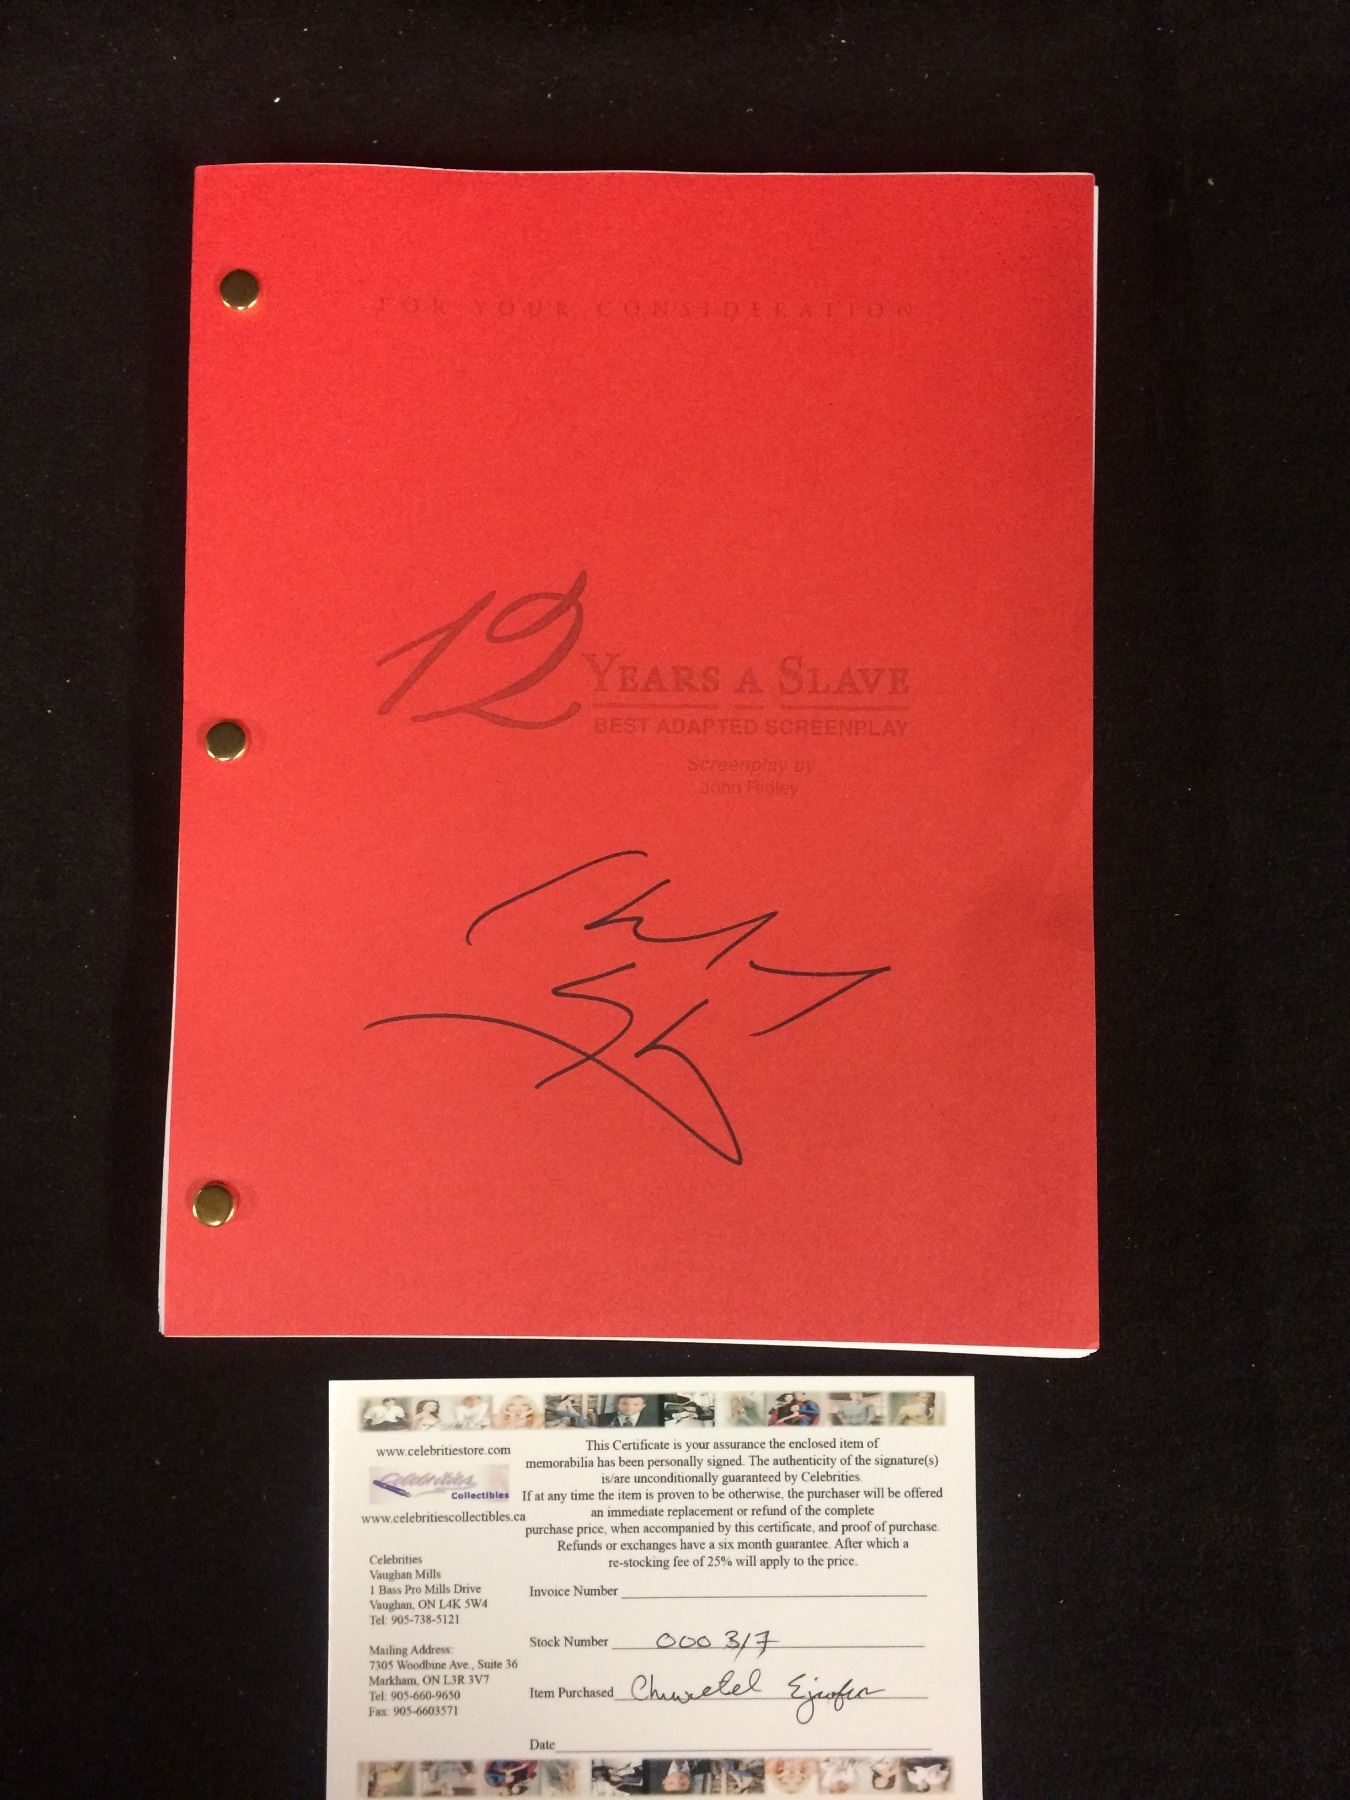 FOR YOUR CONSIDERATION
12 YEARS A SLAVE
BEST ADAPTED SCREENPLAY
Screenplay by
John Ridley
www.celebritiestore.com
Celebrities
Collectibles
www.celebritiescollectibles.ca
Celebrities
Vaughan Mills
1 Bass Pro Mills Drive
Vaughan, ON L4K 5W4
Tel: 905-738-5121
Mailing Address:
7305 Woodbine Ave., Suite 36
Markham, ON L3R 3V7
Tel: 905-660-9650
Fax: 905-6603571
This Certificate is your assurance the enclosed item of
memorabilia has been personally signed. The authenticity of the signature(s)
is/are unconditionally guaranteed by Celebrities.
If at any time the item is proven to be otherwise, the purchaser will be offered
an immediate replacement or refund of the complete
purchase price, when accompanied by this certificate, and proof of purchase.
Refunds or exchanges have a six month guarantee. After which a
re-stocking fee of 25% will apply to the price.
Invoice Number
Stock Number 000317
Item Purchased Chiwetel Ejiofor
Date